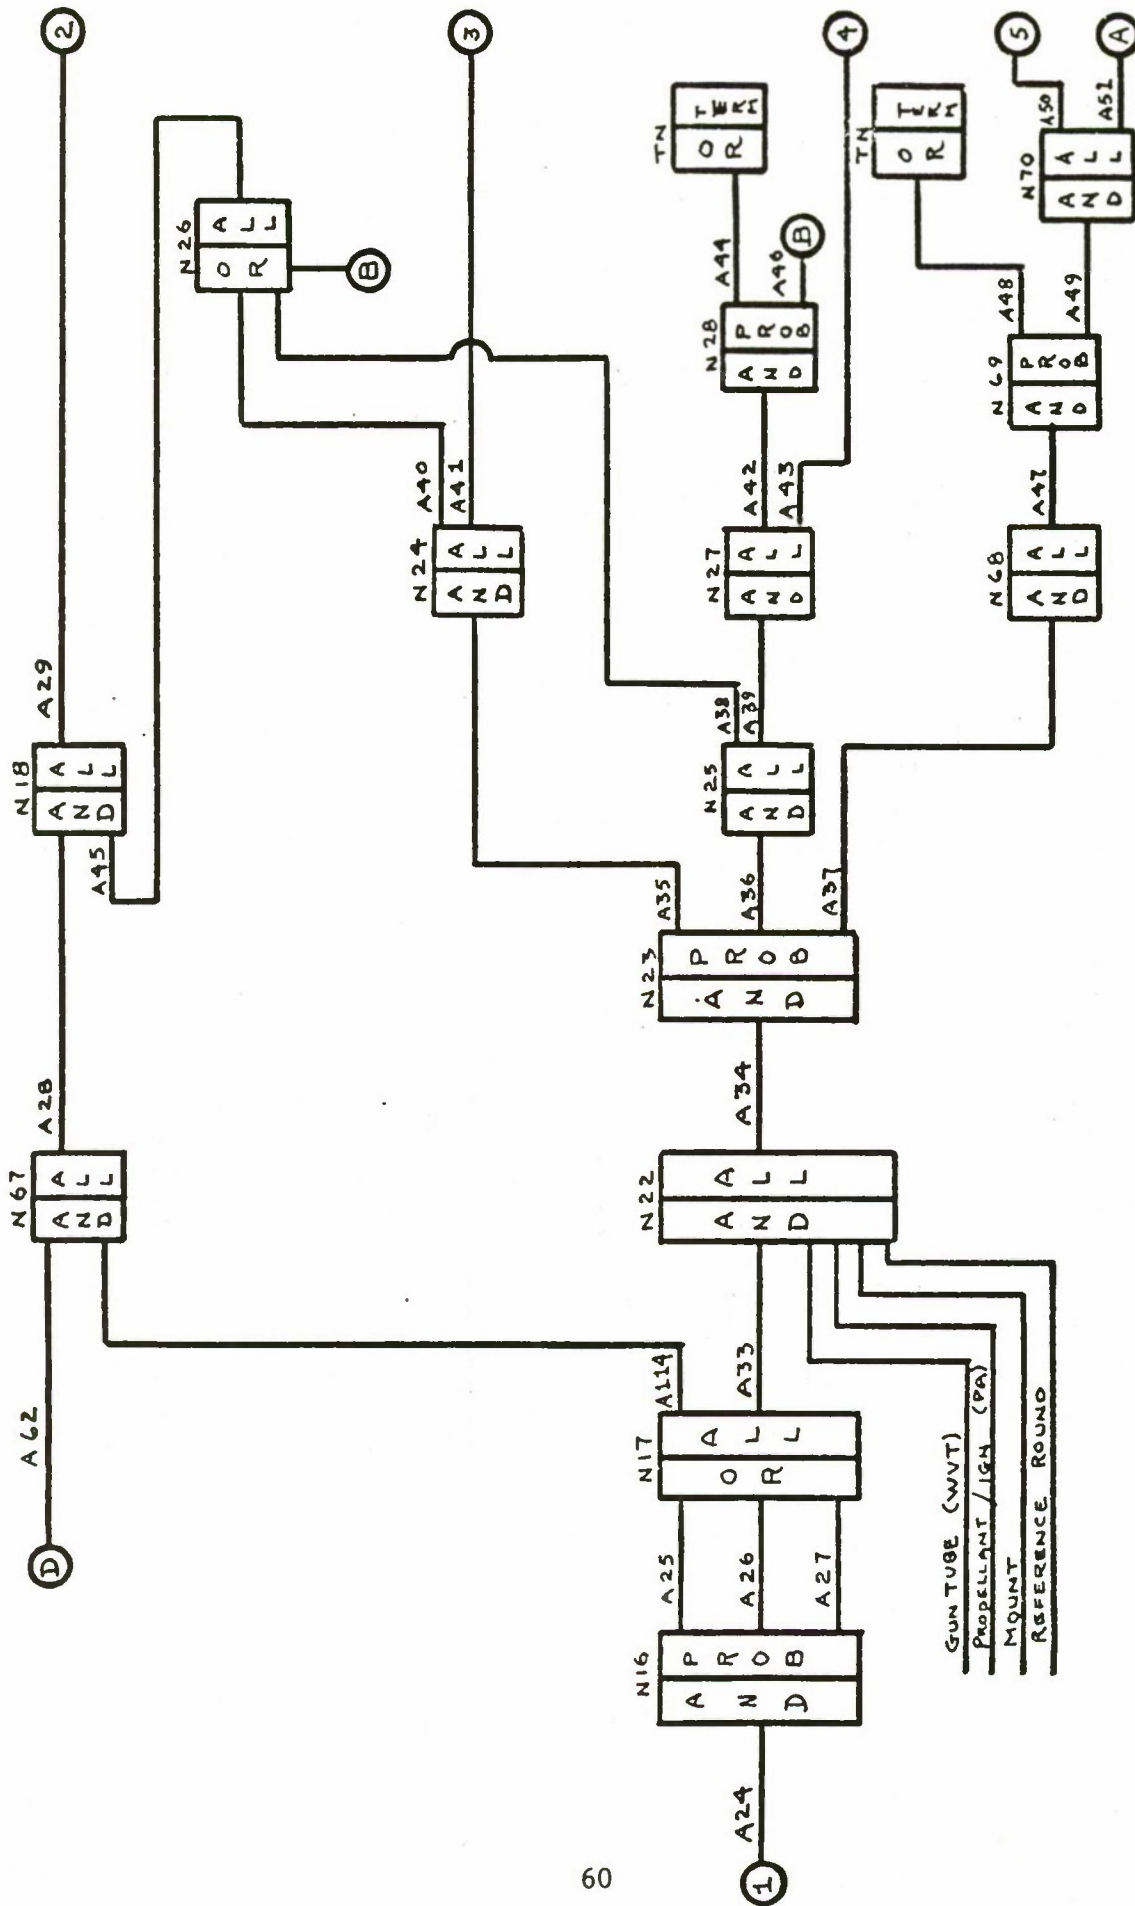 2
N18
AND
ALL
A29
A45
A28
N67
AND
ALL
A62
D
N26
OR
ALL
B
3
A40
A41
N24
AND
ALL
TN
OR
TERM
A44
A46
B
N28
AND
PROB
A42
A43
N27
AND
ALL
4
A38
A39
N25
AND
ALL
A35
A36
A37
N23
AND
PROB
A34
N22
AND
ALL
A33
A114
N17
OR
ALL
A25
A26
A27
N16
AND
PROB
A24
1
TN
OR
TERM
5
A
A50
A51
N70
AND
ALL
A48
A49
N69
AND
PROB
A47
N68
AND
ALL
GUN TUBE (WVT)
PROPELLANT/IGN (PA)
MOUNT
REFERENCE ROUND
60